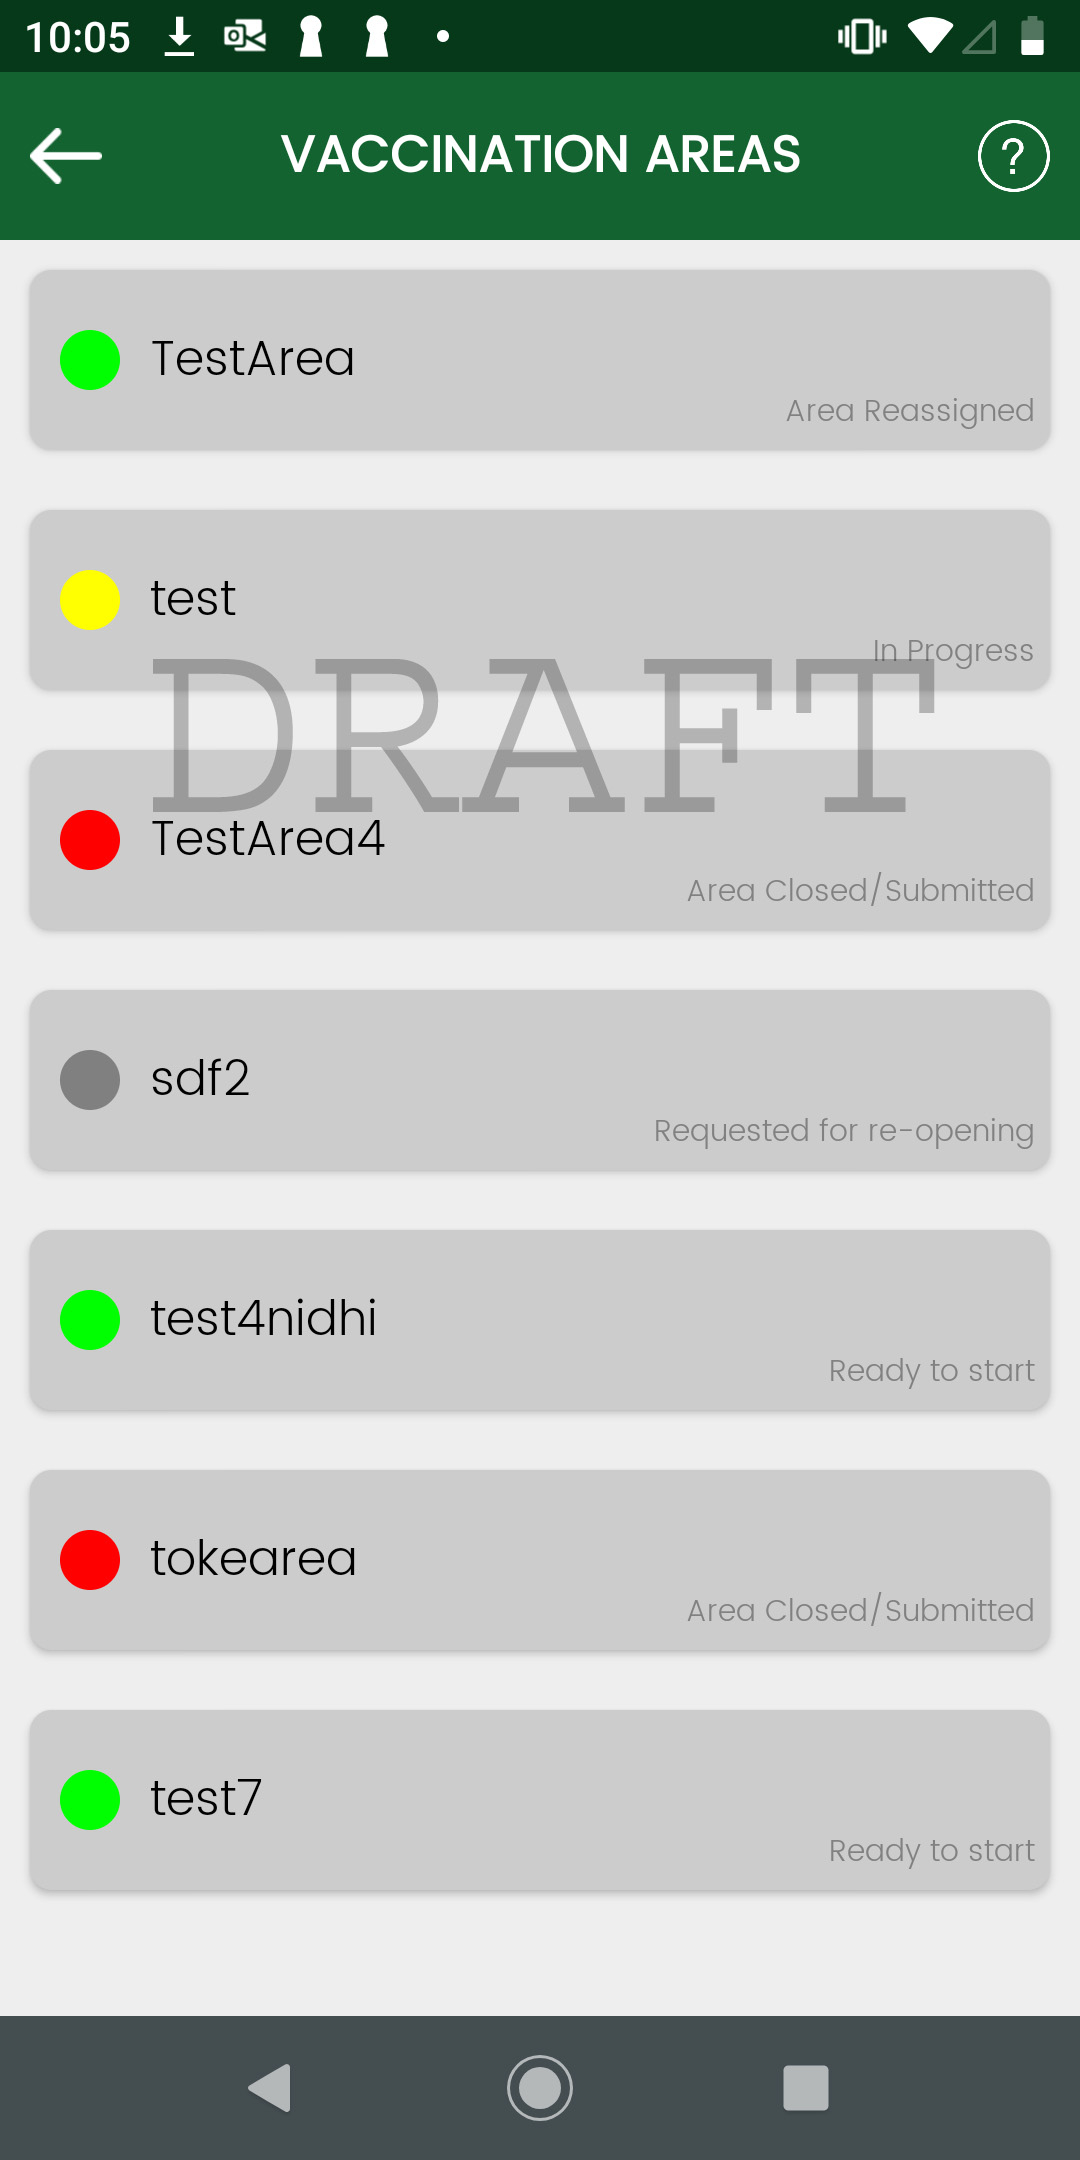 10:05
VACCINATION AREAS
?
TestArea
Area Reassigned
test
In Progress
DRAFT
TestArea4
Area Closed/Submitted
sdf2
Requested for re-opening
test4nidhi
Ready to start
tokearea
Area Closed/Submitted
test7
Ready to start